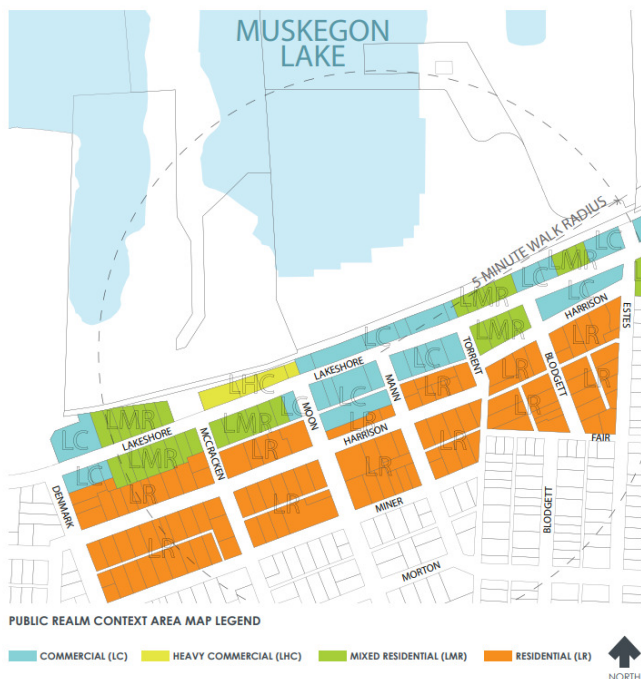 MUSKEGON
LAKE
5 MINUTE WALK RADIUS
LC
LMR
LC
LMR
LC
HARRISON
ESTES
LC
LAKESHORE
LMR
TORRENT
LR
LC
LHC
LC
MANN
LR
BLODGETT
LR
LC
MOON
LR
LR
LMR
LMR
LR
HARRISON
LC
LAKESHORE
MCCRACKEN
LR
LR
LR
FAIR
LMR
LC
LR
DENMARK
LR
MINER
BLODGETT
LR
MORTON
PUBLIC REALM CONTEXT AREA MAP LEGEND
COMMERCIAL (LC)
HEAVY COMMERCIAL (LHC)
MIXED RESIDENTIAL (LMR)
RESIDENTIAL (LR)
NORTH